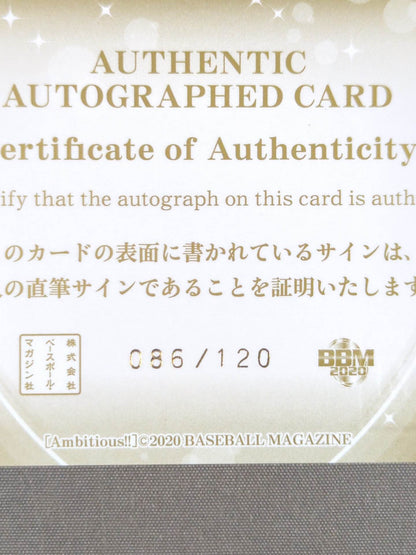 AUTHENTIC
AUTOGRAPHED CARD
ertificate of Authenticity
ify that the autograph on this card is auth
のカードの表面に書かれているサインは、
の直筆サインであることを証明いたします
株式会社
ベースボール・
マガジン社
086/120
BBM
2020
[Ambitious!!]©2020 BASEBALL MAGAZINE